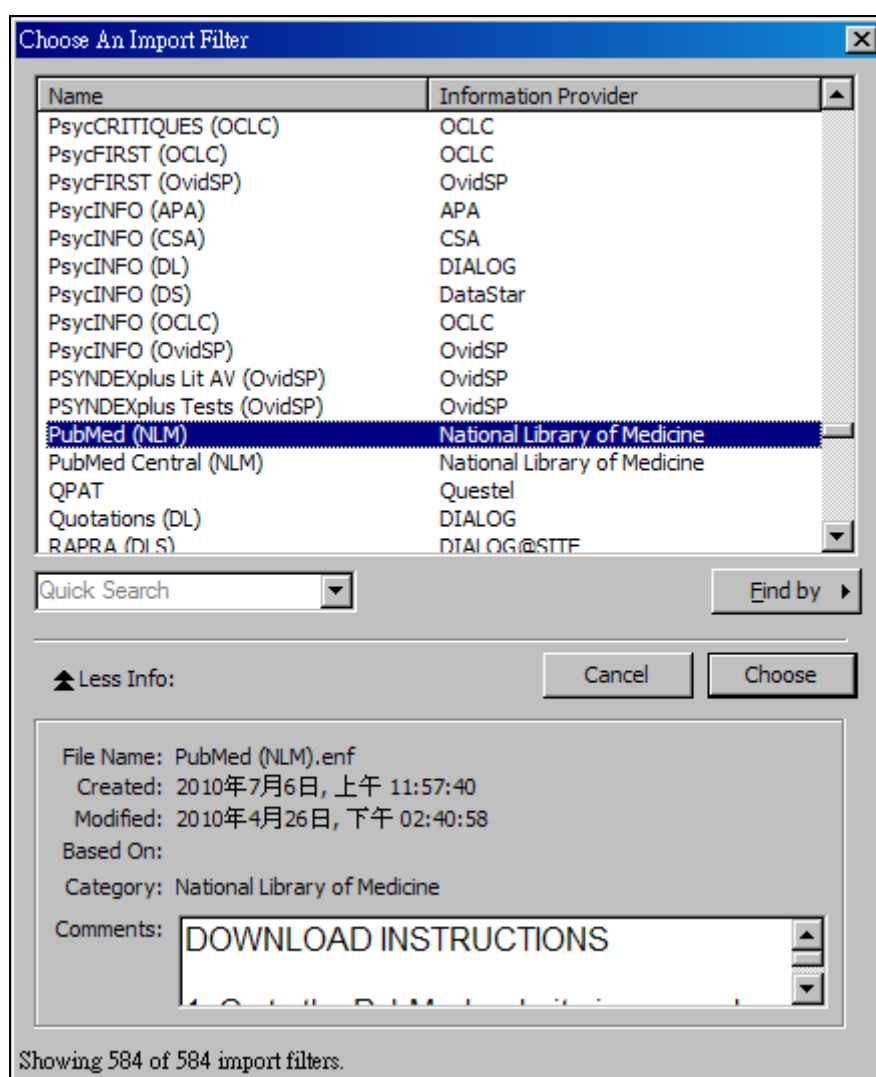 Choose An Import Filter
Name Information Provider
PsycCRITIQUES (OCLC) OCLC
PsycFIRST (OCLC) OCLC
PsycFIRST (OvidSP) OvidSP
PsycINFO (APA) APA
PsycINFO (CSA) CSA
PsycINFO (DL) DIALOG
PsycINFO (DS) DataStar
PsycINFO (OCLC) OCLC
PsycINFO (OvidSP) OvidSP
PSYNDEXplus Lit AV (OvidSP) OvidSP
PSYNDEXplus Tests (OvidSP) OvidSP
PubMed (NLM) National Library of Medicine
PubMed Central (NLM) National Library of Medicine
QPAT Questel
Quotations (DL) DIALOG
RAPRA (DLS) DIALOG@SITE
Quick Search Find by
Less Info: Cancel Choose
File Name: PubMed (NLM).enf
Created: 2010年7月6日, 上午 11:57:40
Modified: 2010年4月26日, 下午 02:40:58
Based On:
Category: National Library of Medicine
Comments: DOWNLOAD INSTRUCTIONS
Showing 584 of 584 import filters.